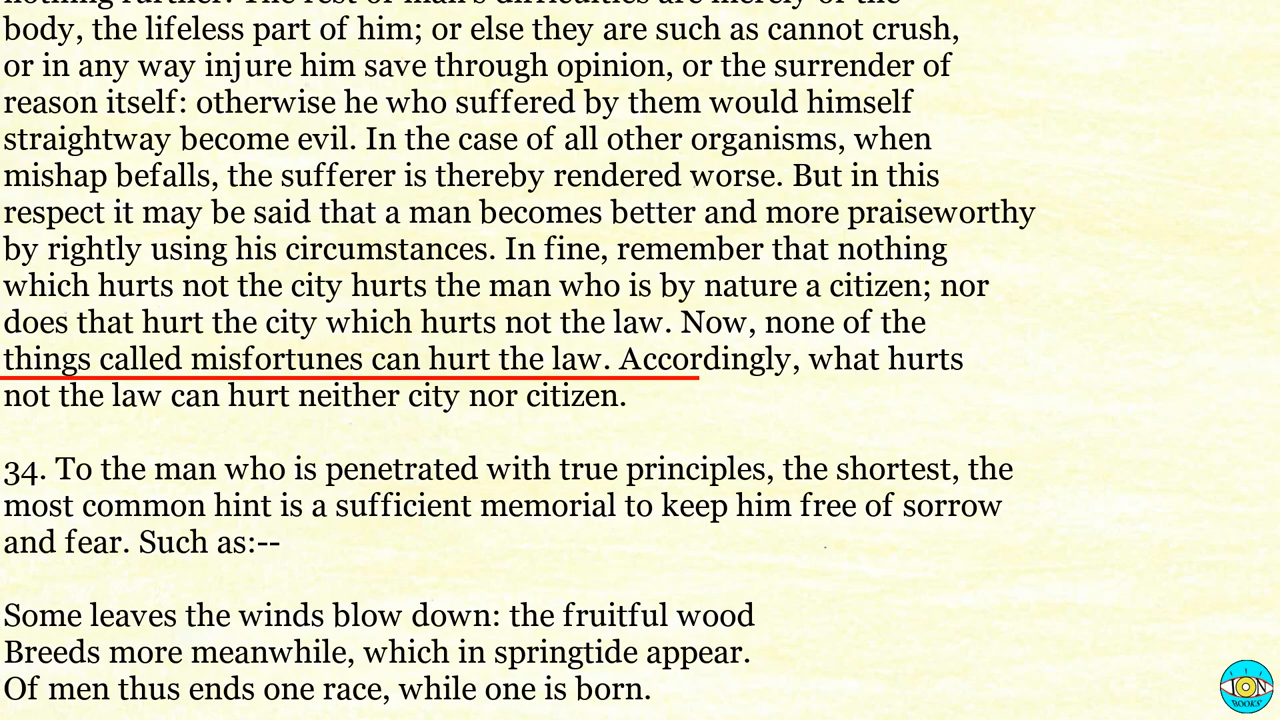 body, the lifeless part of him; or else they are such as cannot crush,
or in any way injure him save through opinion, or the surrender of
reason itself: otherwise he who suffered by them would himself
straightway become evil. In the case of all other organisms, when
mishap befalls, the sufferer is thereby rendered worse. But in this
respect it may be said that a man becomes better and more praiseworthy
by rightly using his circumstances. In fine, remember that nothing
which hurts not the city hurts the man who is by nature a citizen; nor
does that hurt the city which hurts not the law. Now, none of the
things called misfortunes can hurt the law. Accordingly, what hurts
not the law can hurt neither city nor citizen.
34. To the man who is penetrated with true principles, the shortest, the
most common hint is a sufficient memorial to keep him free of sorrow
and fear. Such as:--
Some leaves the winds blow down: the fruitful wood
Breeds more meanwhile, which in springtide appear.
Of men thus ends one race, while one is born.
ION
BOOKS